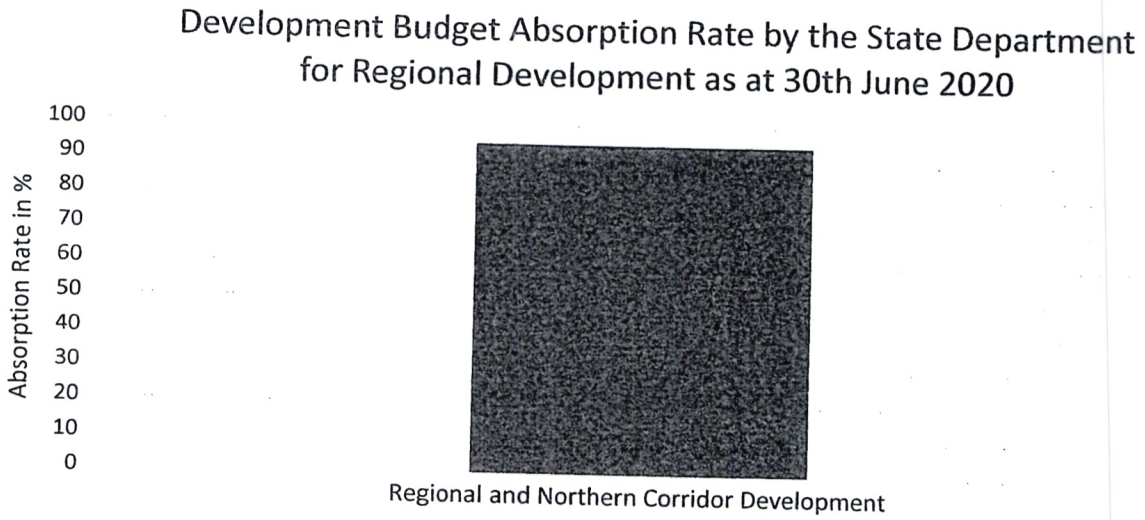 Development Budget Absorption Rate by the State Department
for Regional Development as at 30th June 2020
Absorption Rate in %
100
90
80
70
60
50
40
30
20
10
0
Regional and Northern Corridor Development